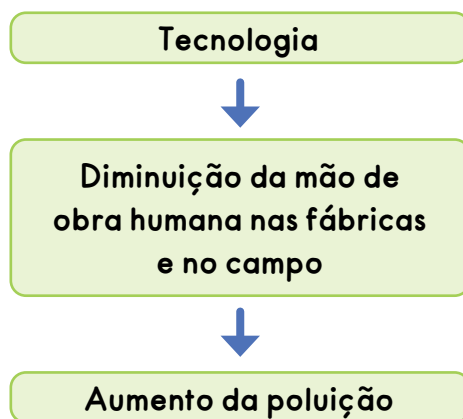 Tecnologia
Diminuição da mão de
obra humana nas fábricas
e no campo
Aumento da poluição